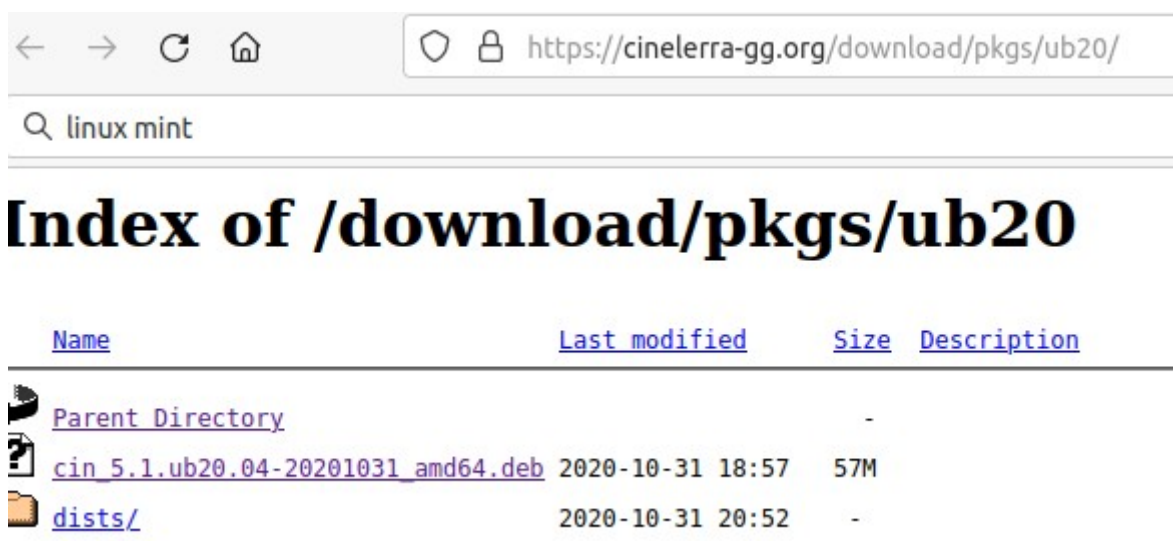 https://cinelerra-gg.org/download/pkgs/ub20/
linux mint
Index of /download/pkgs/ub20
Name Last modified Size Description
Parent Directory -
cin_5.1.ub20.04-20201031_amd64.deb 2020-10-31 18:57 57M
dists/ 2020-10-31 20:52 -